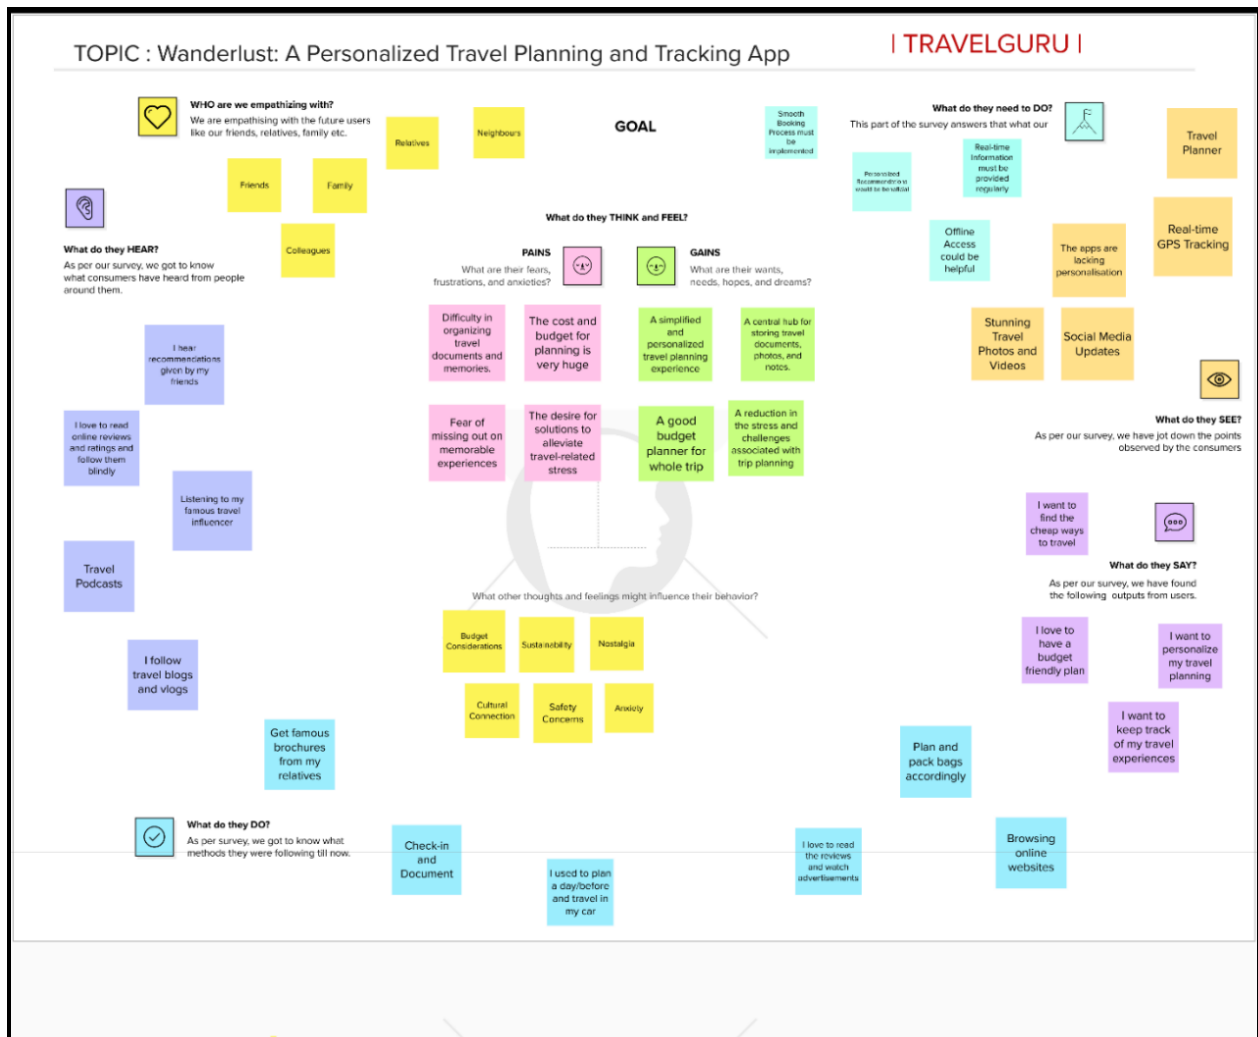 TOPIC : Wanderlust: A Personalized Travel Planning and Tracking App
| TRAVELGURU |
WHO are we empathizing with?
We are empathising with the future users
like our friends, relatives, family etc.
Relatives
Neighbours
Friends
Family
Colleagues
GOAL
Smooth
Booking
Process must
be
implemented
What do they need to DO?
This part of the survey answers that what our
Personalized
Recommendations
would be beneficial
Real-time
Information
must be
provided
regularly
Offline
Access
could be
helpful
Travel
Planner
Real-time
GPS Tracking
The apps are
lacking
personalisation
Stunning
Travel
Photos and
Videos
Social Media
Updates
What do they SEE?
As per our survey, we have jot down the points
observed by the consumers
What do they HEAR?
As per our survey, we got to know
what consumers have heard from people
around them.
I hear
recommendations
given by my
friends
I love to read
online reviews
and ratings and
follow them
blindly
Listening to my
famous travel
influencer
Travel
Podcasts
I follow
travel blogs
and vlogs
What do they THINK and FEEL?
PAINS
What are their fears,
frustrations, and anxieties?
GAINS
What are their wants,
needs, hopes, and dreams?
Difficulty in
organizing
travel
documents and
memories.
The cost and
budget for
planning is
very huge
A simplified
and
personalized
travel planning
experience
A central hub for
storing travel
documents,
photos, and
notes.
Fear of
missing out on
memorable
experiences
The desire for
solutions to
alleviate
travel-related
stress
A good
budget
planner for
whole trip
A reduction in
the stress and
challenges
associated with
trip planning
What other thoughts and feelings might influence their behavior?
Budget
Considerations
Sustainability
Nostalgia
Cultural
Connection
Safety
Concerns
Anxiety
I want to
find the
cheap ways
to travel
What do they SAY?
As per our survey, we have found
the following outputs from users.
I love to
have a
budget
friendly plan
I want to
personalize
my travel
planning
I want to
keep track
of my travel
experiences
Get famous
brochures
from my
relatives
What do they DO?
As per survey, we got to know what
methods they were following till now.
Check-in
and
Document
I used to plan
a day/before
and travel in
my car
I love to read
the reviews
and watch
advertisements
Plan and
pack bags
accordingly
Browsing
online
websites